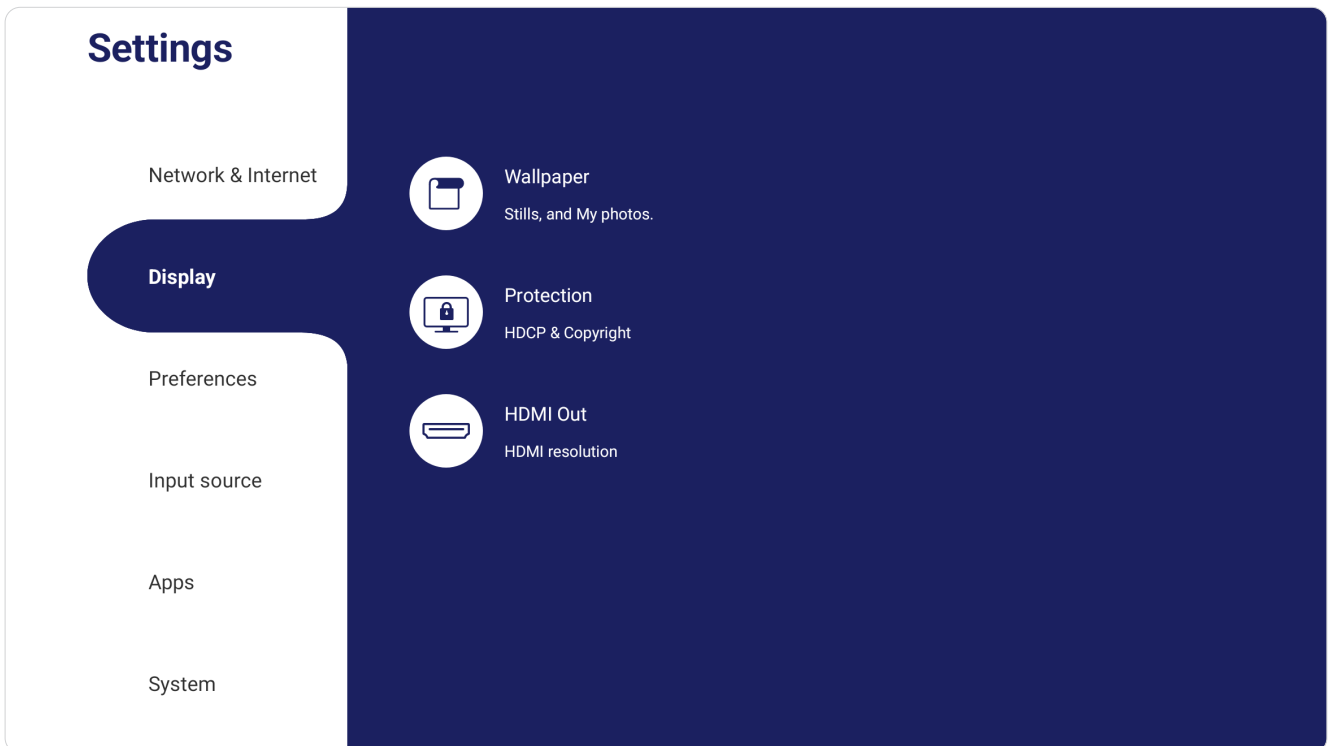 Settings
Network & Internet
Display
Preferences
Input source
Apps
System
Wallpaper
Stills, and My photos.
Protection
HDCP & Copyright
HDMI Out
HDMI resolution